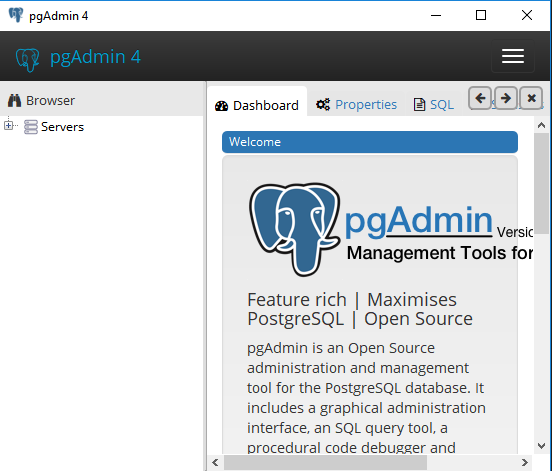 pgAdmin 4
pgAdmin 4
Browser
Dashboard Properties SQL
Servers
Welcome
pgAdmin Versio
Management Tools for
Feature rich | Maximises
PostgreSQL | Open Source
pgAdmin is an Open Source
administration and management
tool for the PostgreSQL database. It
includes a graphical administration
interface, an SQL query tool, a
procedural code debugger and